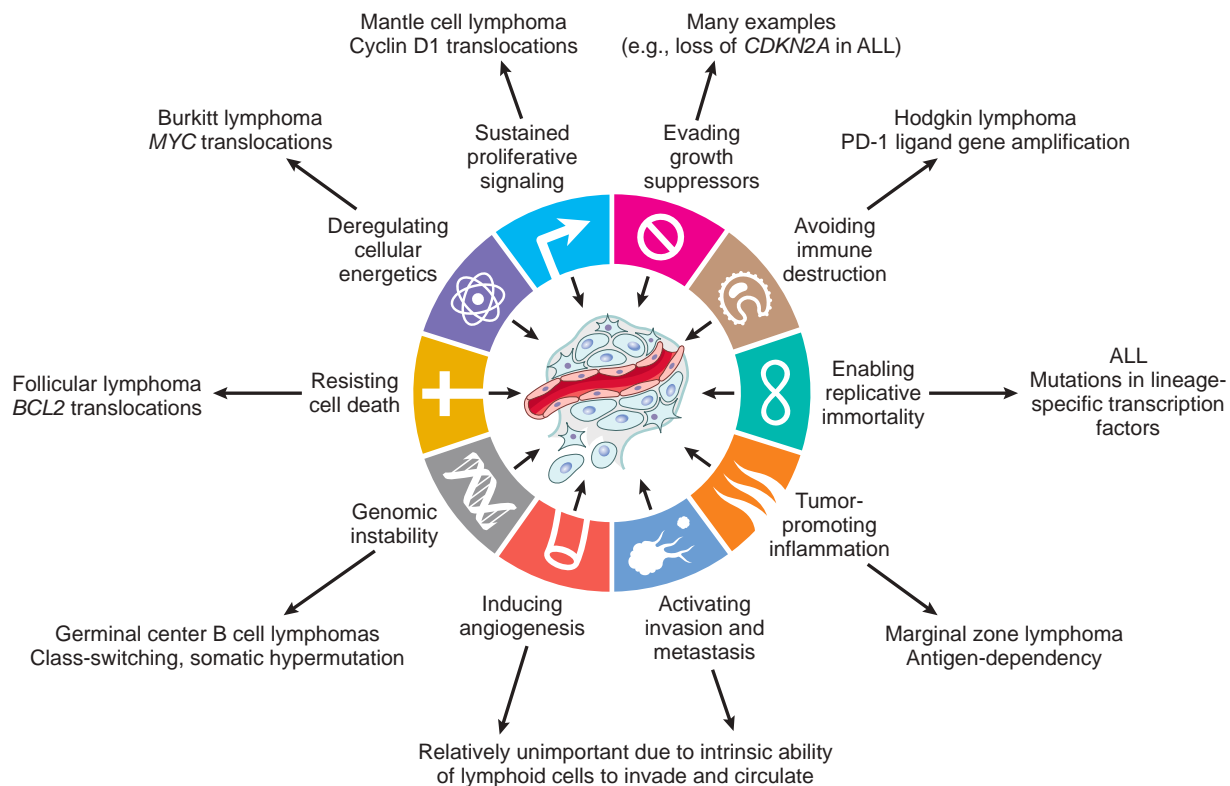 Mantle cell lymphoma
Cyclin D1 translocations
Many examples
(e.g., loss of CDKN2A in ALL)
Burkitt lymphoma
MYC translocations
Sustained
proliferative
signaling
Evading
growth
suppressors
Hodgkin lymphoma
PD-1 ligand gene amplification
Deregulating
cellular
energetics
Avoiding
immune
destruction
Follicular lymphoma
BCL2 translocations
Resisting
cell death
Enabling
replicative
immortality
ALL
Mutations in lineage-
specific transcription
factors
Genomic
instability
Tumor-
promoting
inflammation
Germinal center B cell lymphomas
Class-switching, somatic hypermutation
Inducing
angiogenesis
Activating
invasion and
metastasis
Marginal zone lymphoma
Antigen-dependency
Relatively unimportant due to intrinsic ability
of lymphoid cells to invade and circulate